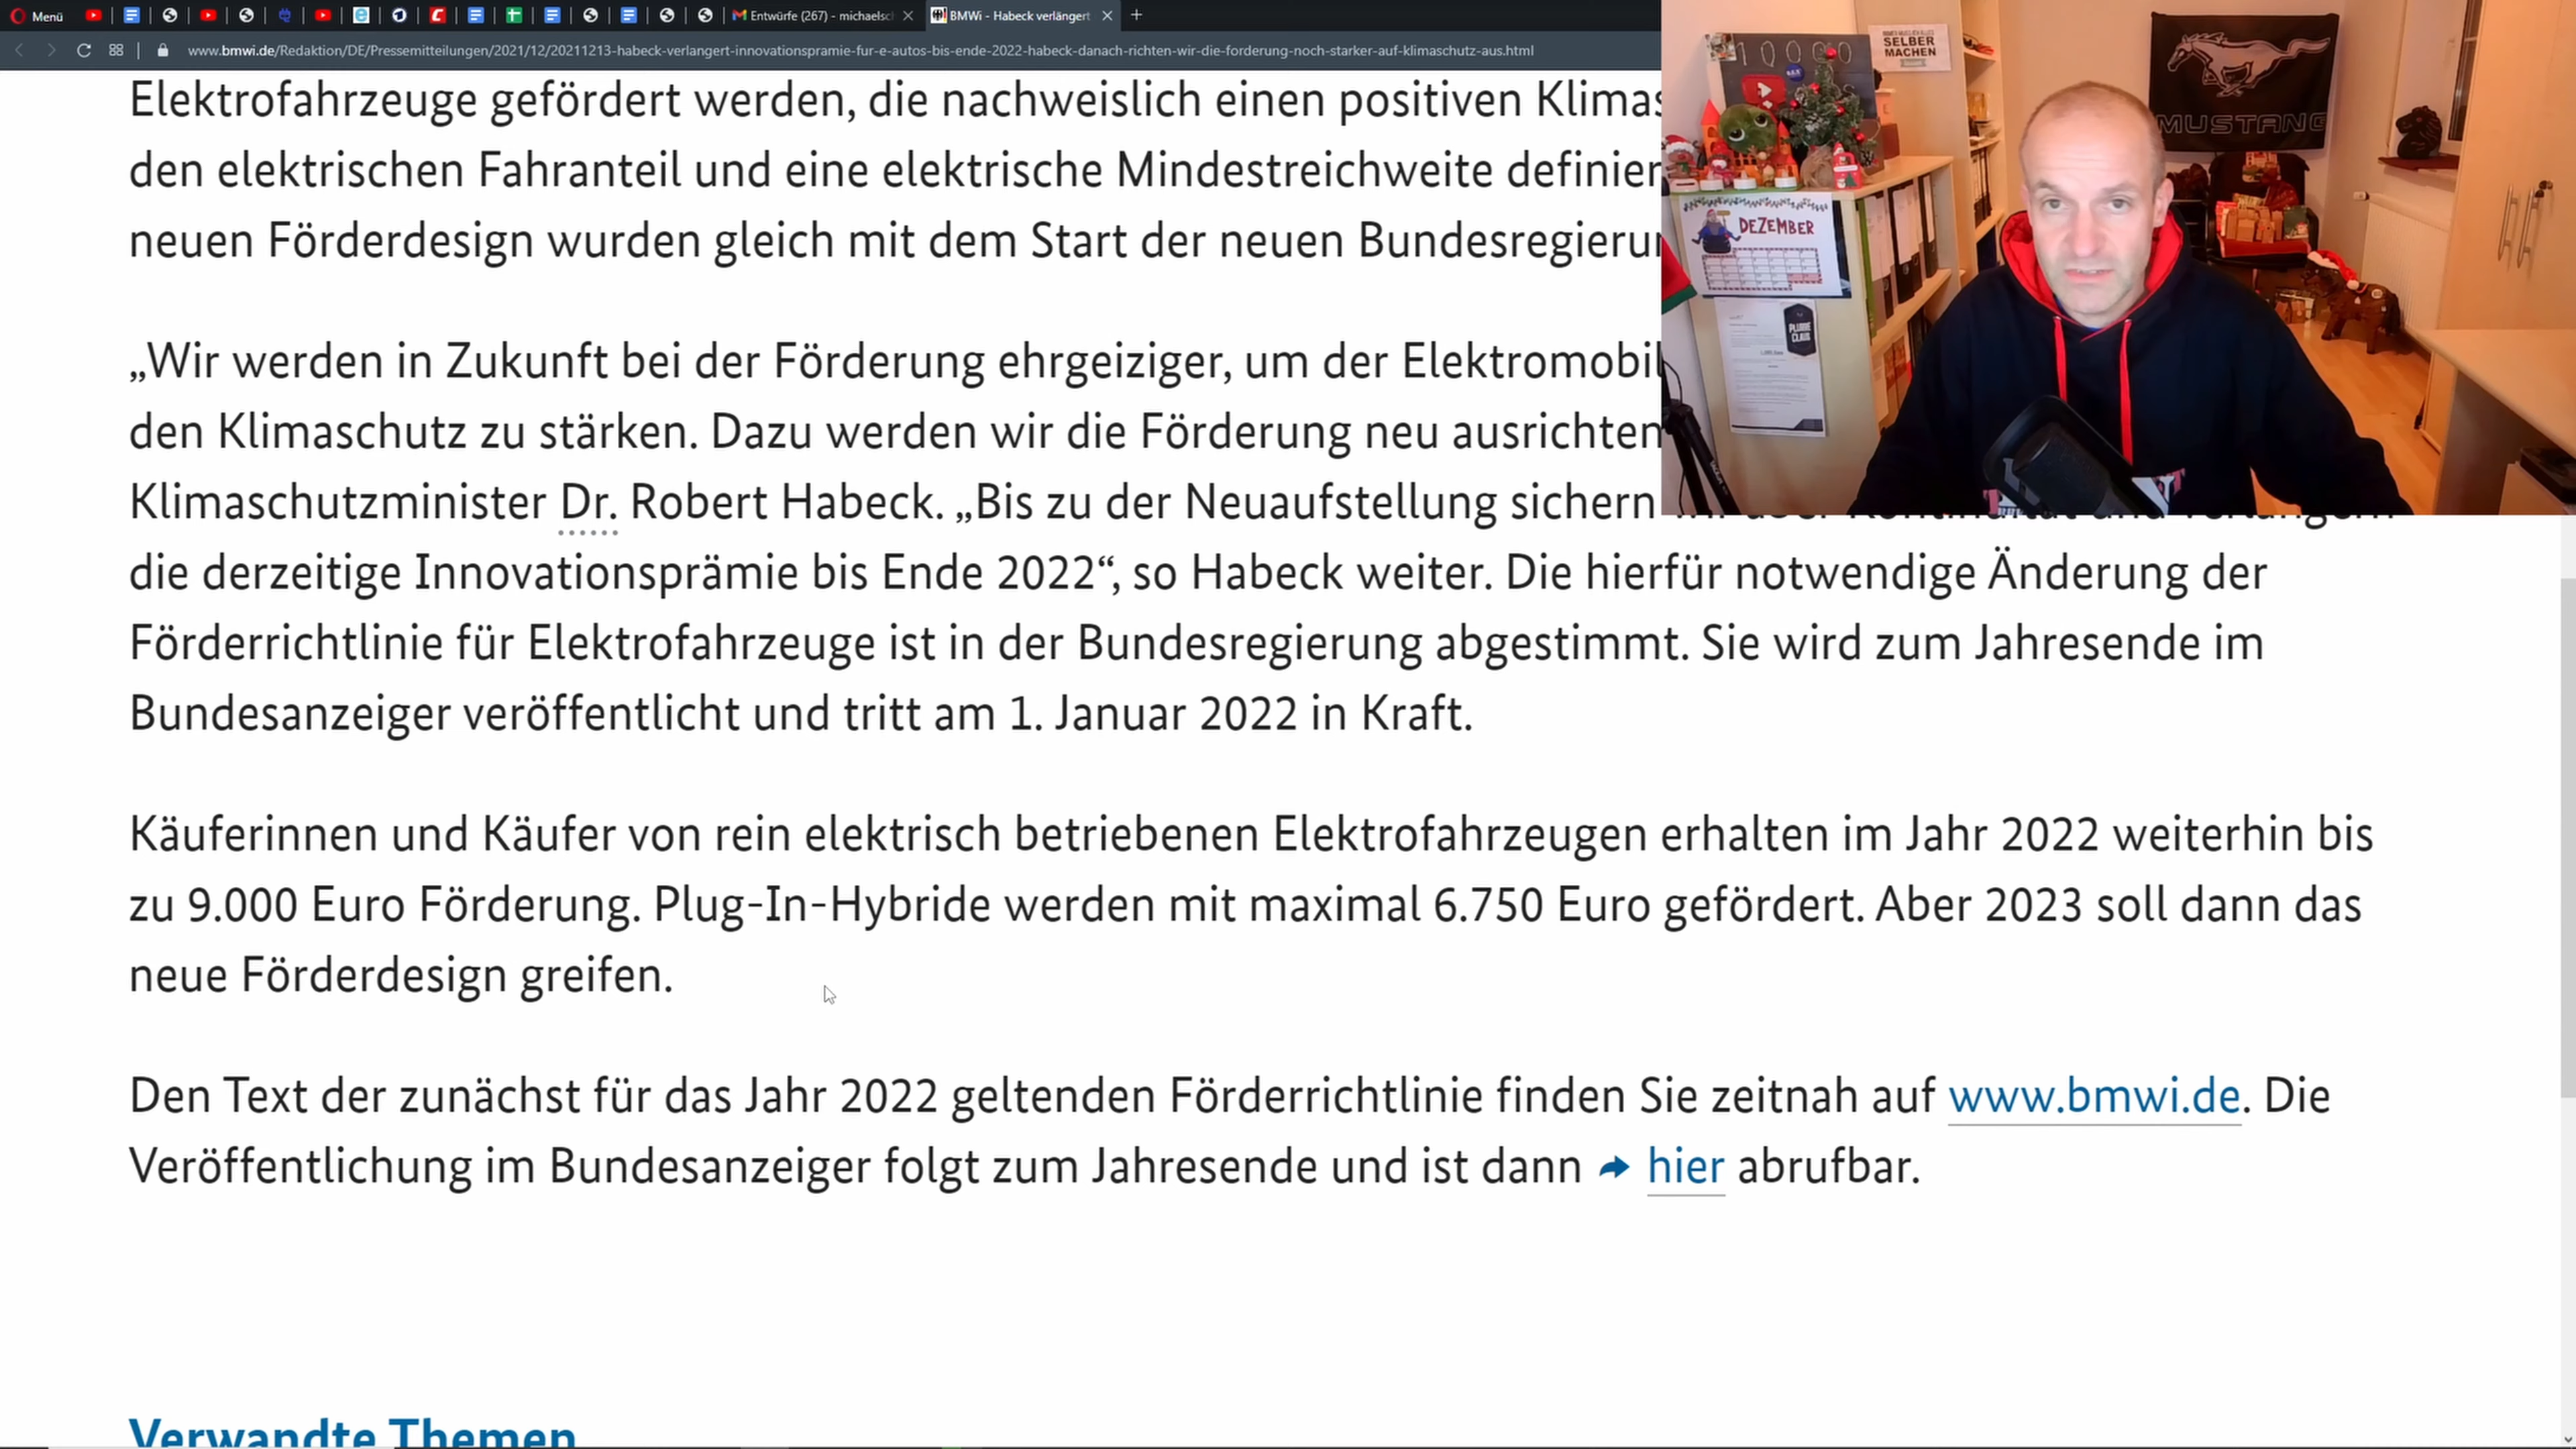 Menü
Entwürfe (267) - michaelsc
BMWi - Habeck verlängert
www.bmwi.de/Redaktion/DE/Pressemitteilungen/2021/12/20211213-habeck-verlangert-innovationspramie-fur-e-autos-bis-ende-2022-habeck-danach-richten-wir-die-forderung-noch-starker-auf-klimaschutz-aus.html
10000
SELBER
MACHEN
MUSTANG
DEZEMBER
PLUME
CLAUS
Elektrofahrzeuge gefördert werden, die nachweislich einen positiven Klimas
den elektrischen Fahranteil und eine elektrische Mindestreichweite definier
neuen Förderdesign wurden gleich mit dem Start der neuen Bundesregierun
„Wir werden in Zukunft bei der Förderung ehrgeiziger, um der Elektromobil
den Klimaschutz zu stärken. Dazu werden wir die Förderung neu ausrichten
Klimaschutzminister Dr. Robert Habeck. „Bis zu der Neuaufstellung sichern
die derzeitige Innovationsprämie bis Ende 2022“, so Habeck weiter. Die hierfür notwendige Änderung der
Förderrichtlinie für Elektrofahrzeuge ist in der Bundesregierung abgestimmt. Sie wird zum Jahresende im
Bundesanzeiger veröffentlicht und tritt am 1. Januar 2022 in Kraft.
Käuferinnen und Käufer von rein elektrisch betriebenen Elektrofahrzeugen erhalten im Jahr 2022 weiterhin bis
zu 9.000 Euro Förderung. Plug-In-Hybride werden mit maximal 6.750 Euro gefördert. Aber 2023 soll dann das
neue Förderdesign greifen.
Den Text der zunächst für das Jahr 2022 geltenden Förderrichtlinie finden Sie zeitnah auf www.bmwi.de. Die
Veröffentlichung im Bundesanzeiger folgt zum Jahresende und ist dann hier abrufbar.
Verwandte Themen